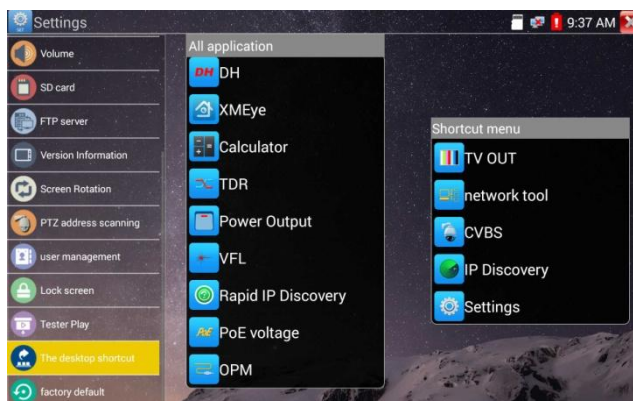 Settings
9:37 AM
Volume
SD card
FTP server
Version Information
Screen Rotation
PTZ address scanning
user management
Lock screen
Tester Play
The desktop shortcut
factory default
All application
DH DH
XMEye
Calculator
TDR
Power Output
VFL
Rapid IP Discovery
PoE PoE voltage
OPM
Shortcut menu
TV OUT
network tool
CVBS
IP Discovery
Settings